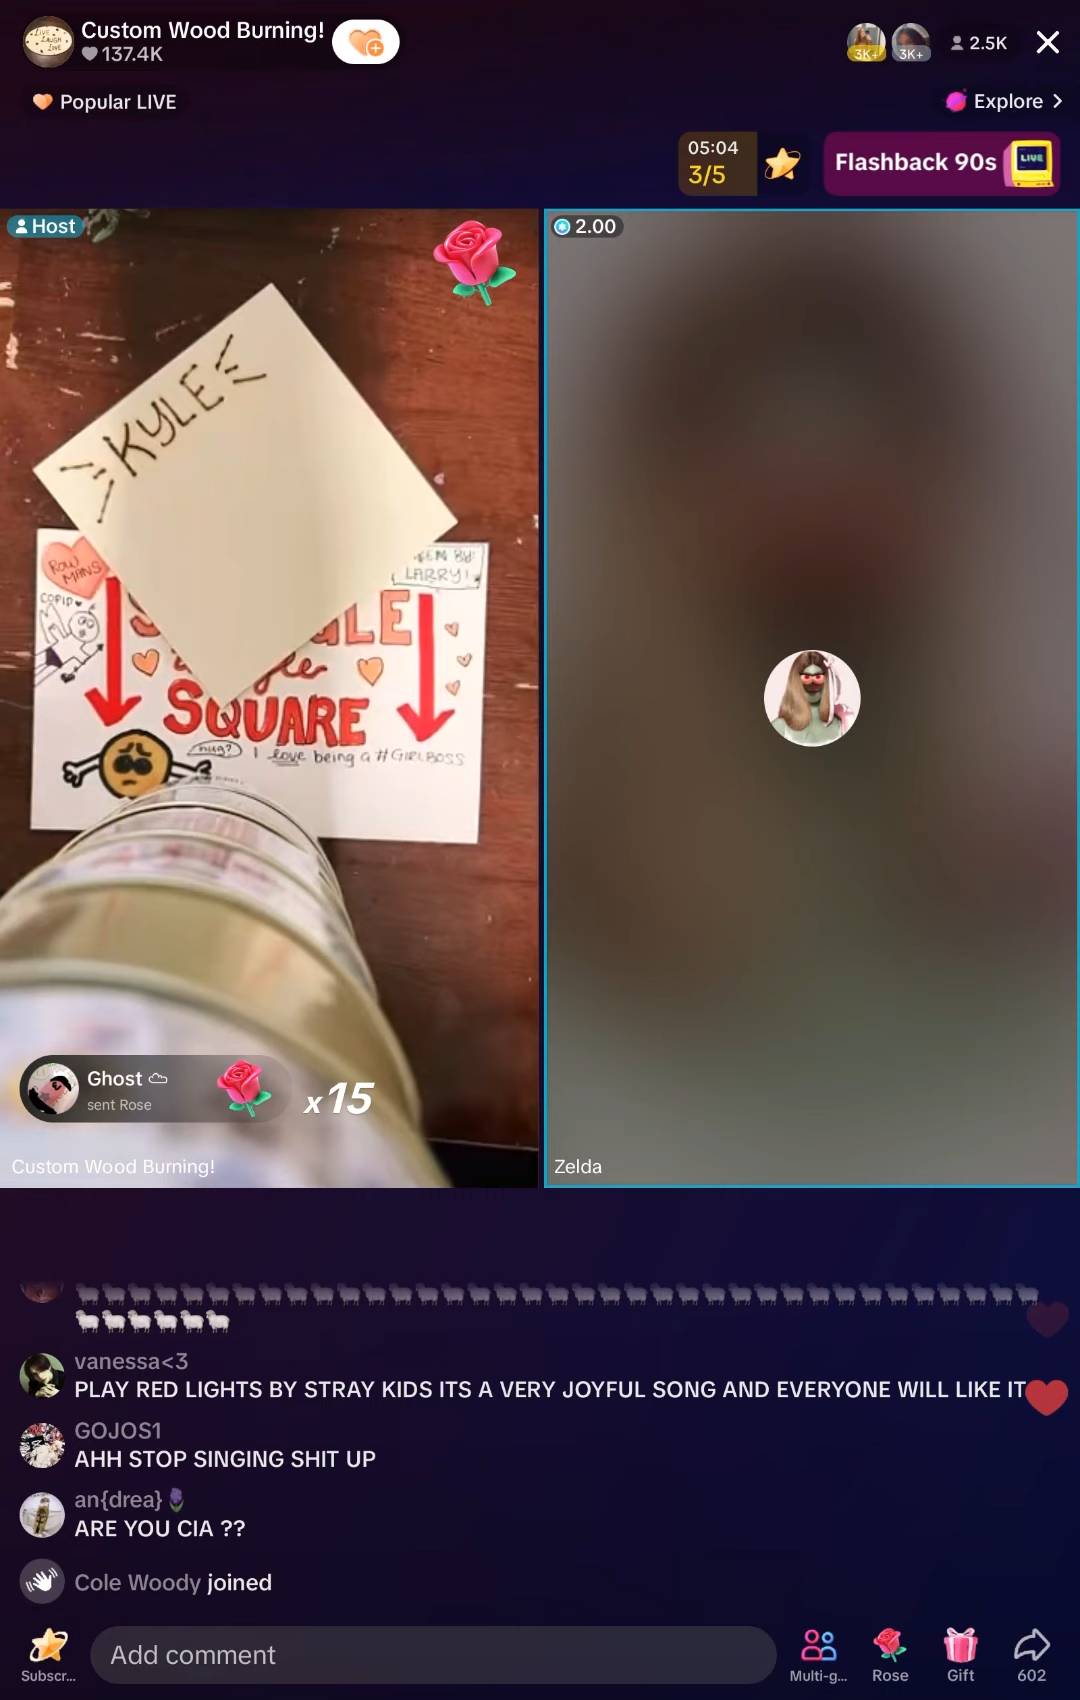 Custom Wood Burning!
137.4K
3K+
3K+
2.5K
Popular LIVE
Explore
05:04
3/5
Flashback 90s
LIVE
Host
2.00
KYLE
ROW
MANS
LARRY!
SQUARE
hug?
I love being a #GIRLBOSS
Ghost
sent Rose
x15
Custom Wood Burning!
Zelda
vanessa<3
PLAY RED LIGHTS BY STRAY KIDS ITS A VERY JOYFUL SONG AND EVERYONE WILL LIKE IT
GOJOS1
AHH STOP SINGING SHIT UP
an{drea}
ARE YOU CIA ??
Cole Woody joined
Add comment
Subscr...
Multi-g...
Rose
Gift
602